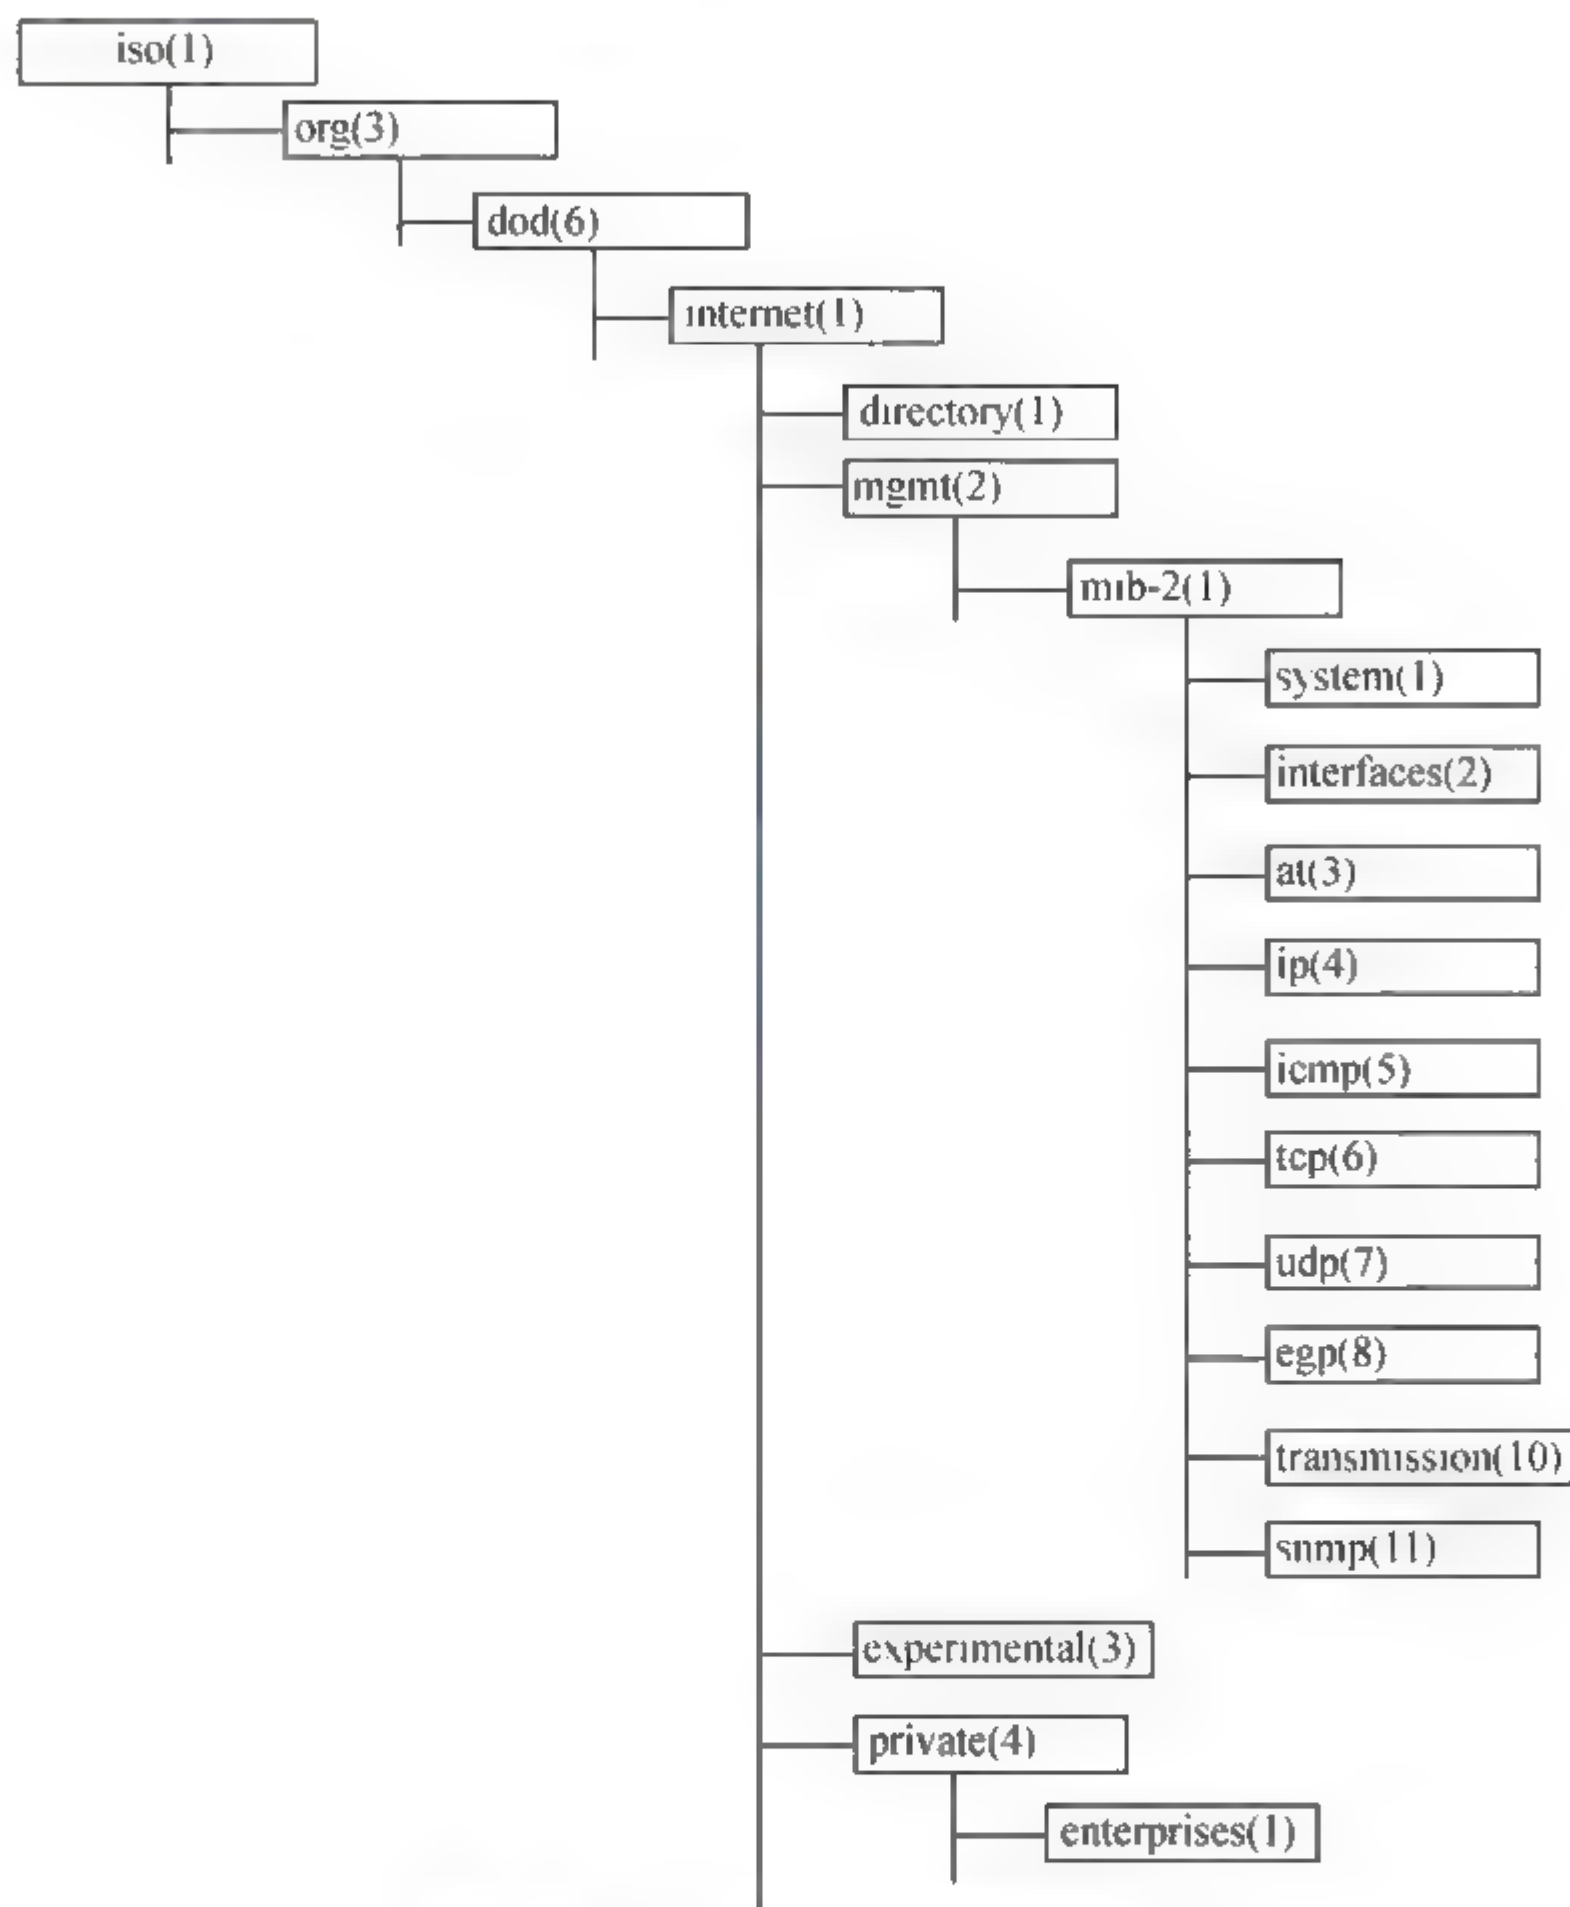 iso(1)
org(3)
dod(6)
internet(1)
directory(1)
mgmt(2)
mib-2(1)
system(1)
interfaces(2)
at(3)
ip(4)
icmp(5)
tcp(6)
udp(7)
egp(8)
transmission(10)
snmp(11)
experimental(3)
private(4)
enterprises(1)